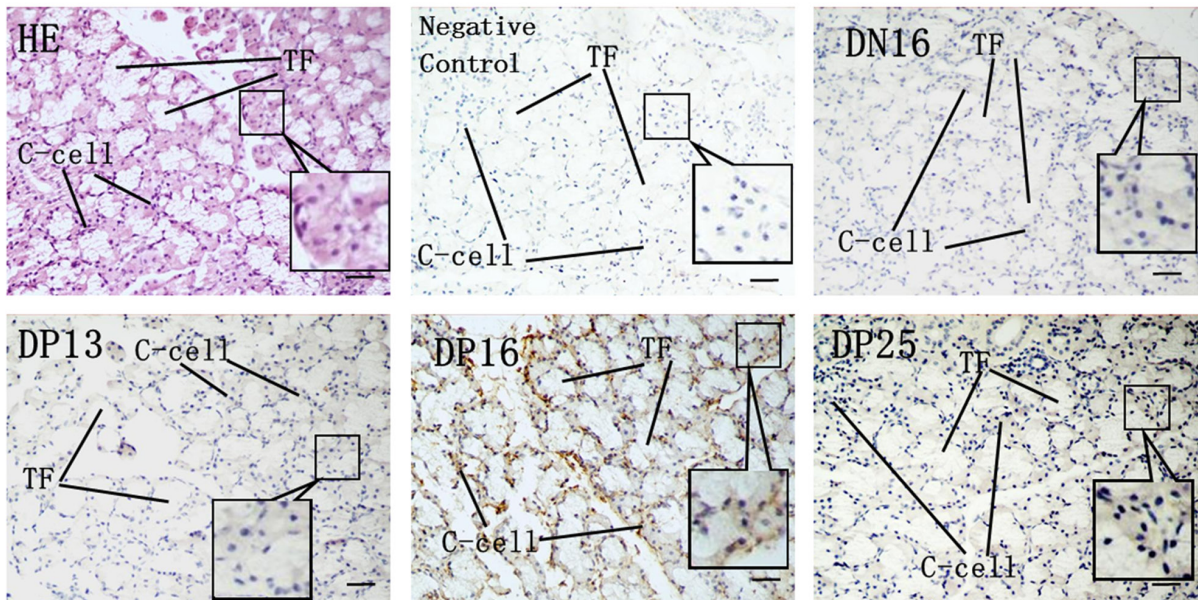 HE
TF
C-cell
Negative
Control
TF
C-cell
DN16
TF
C-cell
DP13
C-cell
TF
DP16
TF
C-cell
DP25
TF
C-cell